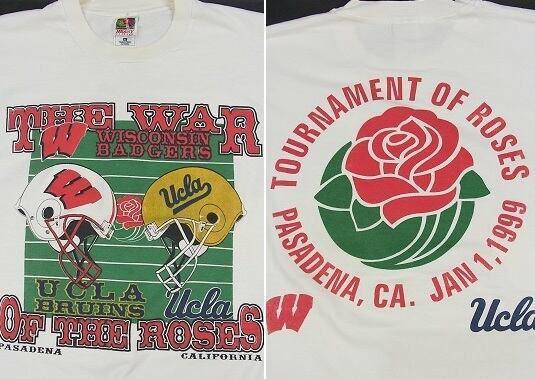 THE WAR
W
WISCONSIN
BADGERS
W
Ucla
UCLA
BRUINS
Ucla
OF THE ROSES
PASADENA
CALIFORNIA
TOURNAMENT OF ROSES
PASADENA, CA. JAN 1, 1999
W
Ucla